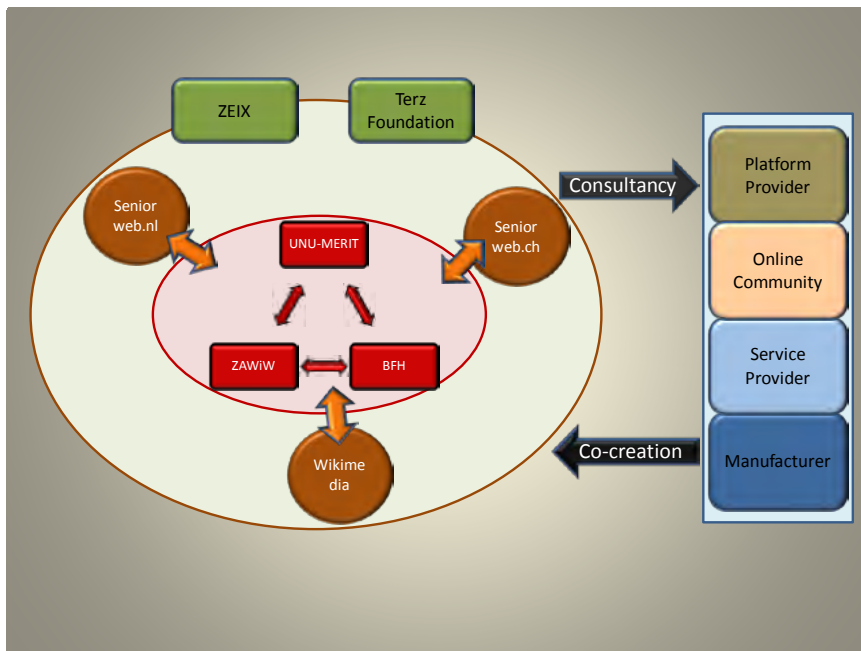 ZEIX
Terz
Foundation
Senior
web.nl
UNU-MERIT
Senior
web.ch
ZAWiW
BFH
Wikime
dia
Consultancy
Co-creation
Platform
Provider
Online
Community
Service
Provider
Manufacturer